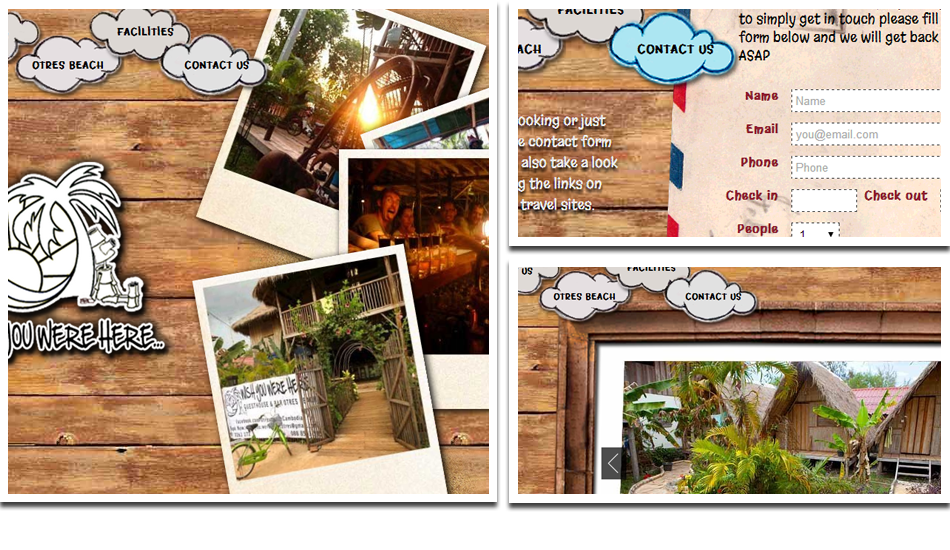 FACILITIES
OTRES BEACH
CONTACT US
YOU WERE HERE...
WISH YOU WERE HERE
GUESTHOUSE & BAR OTRES
FACILITIES
ACH
CONTACT US
to simply get in touch please fill
form below and we will get back
ASAP
ooking or just
e contact form
also take a look
g the links on
travel sites.
Name
Name
Email
you@email.com
Phone
Phone
Check in
Check out
People
1
US
FACILITIES
OTRES BEACH
CONTACT US